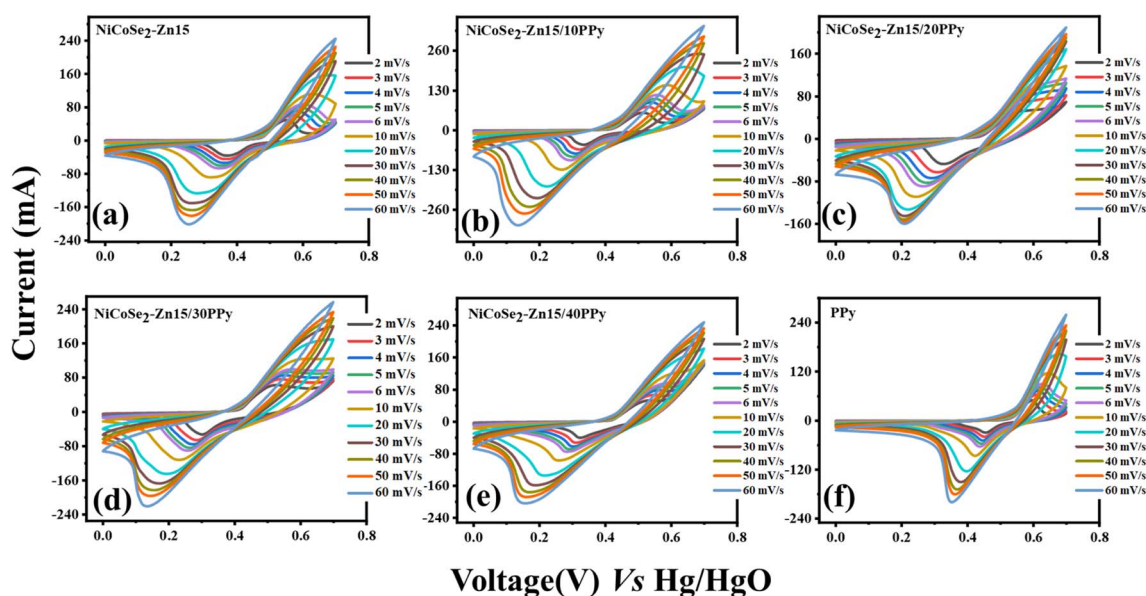 NiCoSe2-Zn15
240
160
80
0
-80
-160
-240
0.0 0.2 0.4 0.6 0.8
2 mV/s
3 mV/s
4 mV/s
5 mV/s
6 mV/s
10 mV/s
20 mV/s
30 mV/s
40 mV/s
50 mV/s
60 mV/s
(a)
NiCoSe2-Zn15/10PPy
260
130
0
-130
-260
0.0 0.2 0.4 0.6 0.8
2 mV/s
3 mV/s
4 mV/s
5 mV/s
6 mV/s
10 mV/s
20 mV/s
30 mV/s
40 mV/s
50 mV/s
60 mV/s
(b)
NiCoSe2-Zn15/20PPy
160
80
0
-80
-160
0.0 0.2 0.4 0.6 0.8
2 mV/s
3 mV/s
4 mV/s
5 mV/s
6 mV/s
10 mV/s
20 mV/s
30 mV/s
40 mV/s
50 mV/s
60 mV/s
(c)
Current (mA)
NiCoSe2-Zn15/30PPy
240
160
80
0
-80
-160
-240
0.0 0.2 0.4 0.6 0.8
2 mV/s
3 mV/s
4 mV/s
5 mV/s
6 mV/s
10 mV/s
20 mV/s
30 mV/s
40 mV/s
50 mV/s
60 mV/s
(d)
NiCoSe2-Zn15/40PPy
240
160
80
0
-80
-160
-240
0.0 0.2 0.4 0.6 0.8
2 mV/s
3 mV/s
4 mV/s
5 mV/s
6 mV/s
10 mV/s
20 mV/s
30 mV/s
40 mV/s
50 mV/s
60 mV/s
(e)
PPy
240
120
0
-120
-240
0.0 0.2 0.4 0.6 0.8
2 mV/s
3 mV/s
4 mV/s
5 mV/s
6 mV/s
10 mV/s
20 mV/s
30 mV/s
40 mV/s
50 mV/s
60 mV/s
(f)
Voltage(V) Vs Hg/HgO